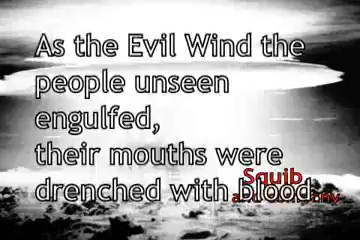 As the Evil Wind the
people unseen
engulfed,
their mouths were
drenched with blood.
Squib